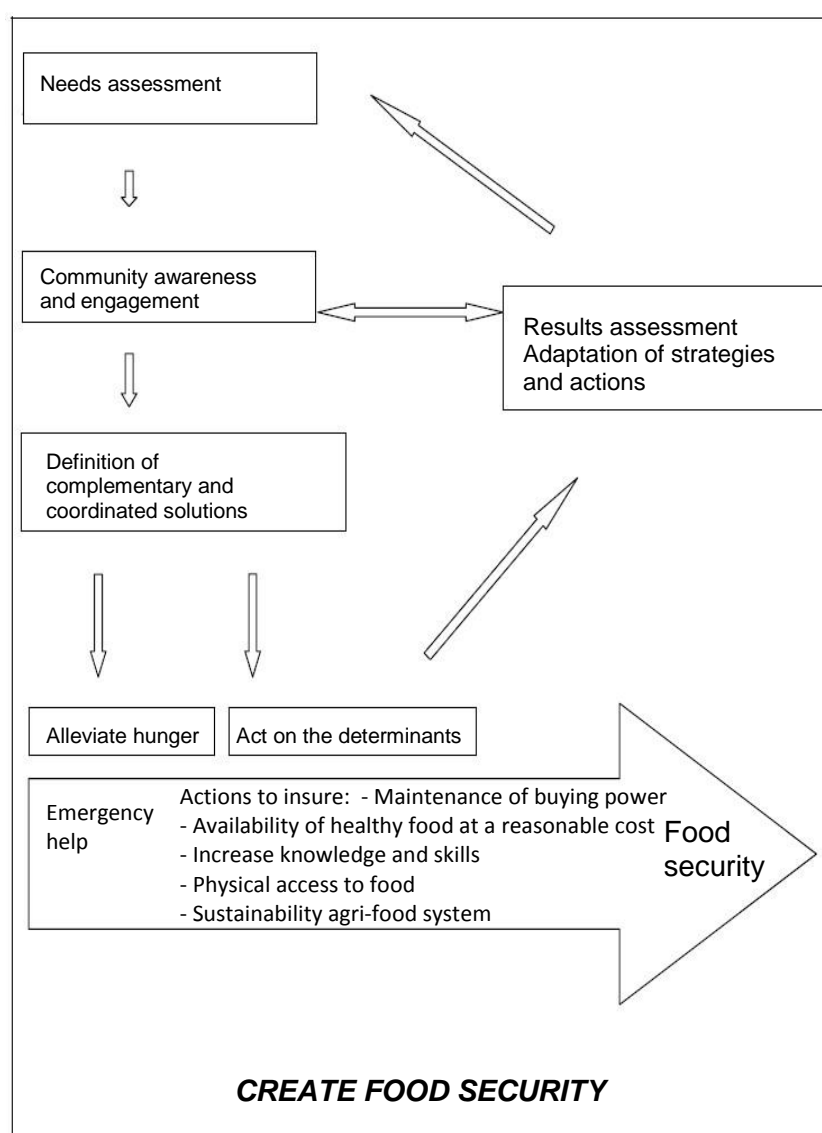 Needs assessment
Community awareness
and engagement
Results assessment
Adaptation of strategies
and actions
Definition of
complementary and
coordinated solutions
Alleviate hunger
Act on the determinants
Emergency
help
Actions to insure:  - Maintenance of buying power
- Availability of healthy food at a reasonable cost
- Increase knowledge and skills
- Physical access to food
- Sustainability agri-food system
Food
security
CREATE FOOD SECURITY